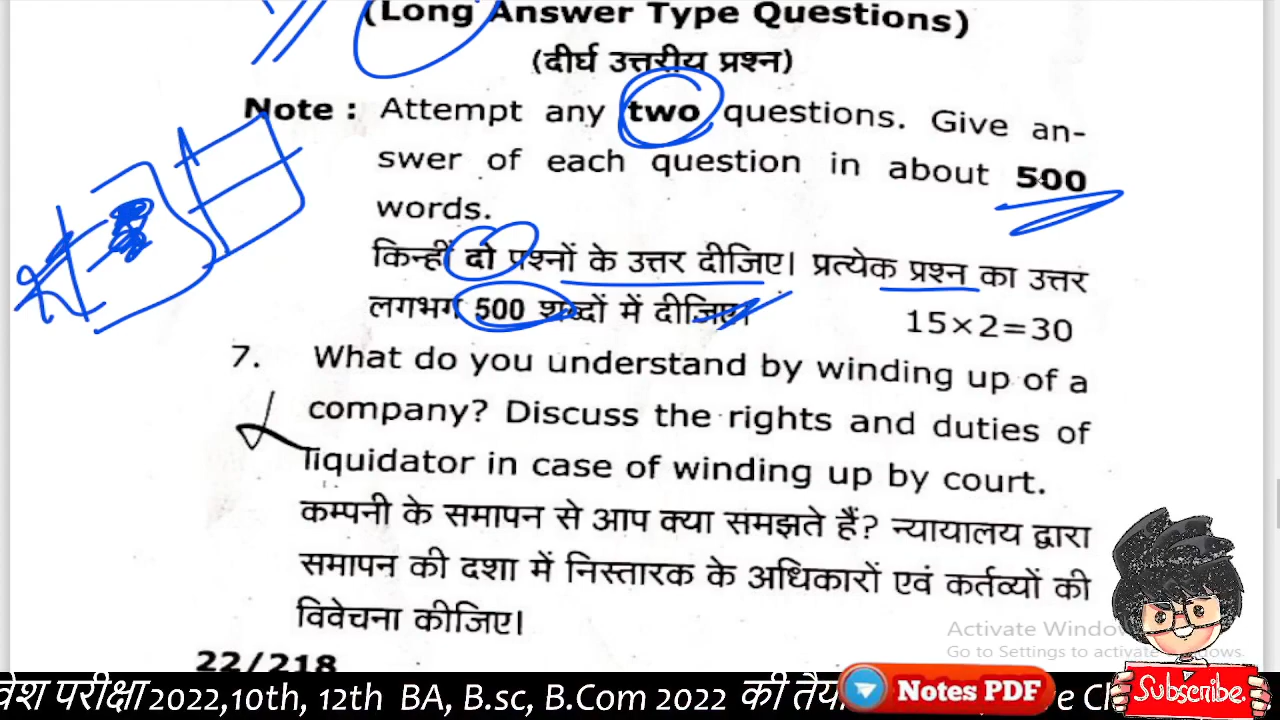 (Long Answer Type Questions)
(दीर्घ उत्तरीय प्रश्न)
Note : Attempt any two questions. Give an-
swer of each question in about 500
words.
किन्हीं दो प्रश्नों के उत्तर दीजिए। प्रत्येक प्रश्न का उत्तर
लगभग 500 शब्दों में दीजिए।
15×2=30
7. What do you understand by winding up of a
company? Discuss the rights and duties of
liquidator in case of winding up by court.
कम्पनी के समापन से आप क्या समझते हैं? न्यायालय द्वारा
समापन की दशा में निस्तारक के अधिकारों एवं कर्तव्यों की
विवेचना कीजिए।
22/218
Activate Windo
Go to Settings to activate Windows.
वेश परीक्षा 2022,10th, 12th BA, B.sc, B.Com 2022 की तैया
Notes PDF
e Ch
Subscribe